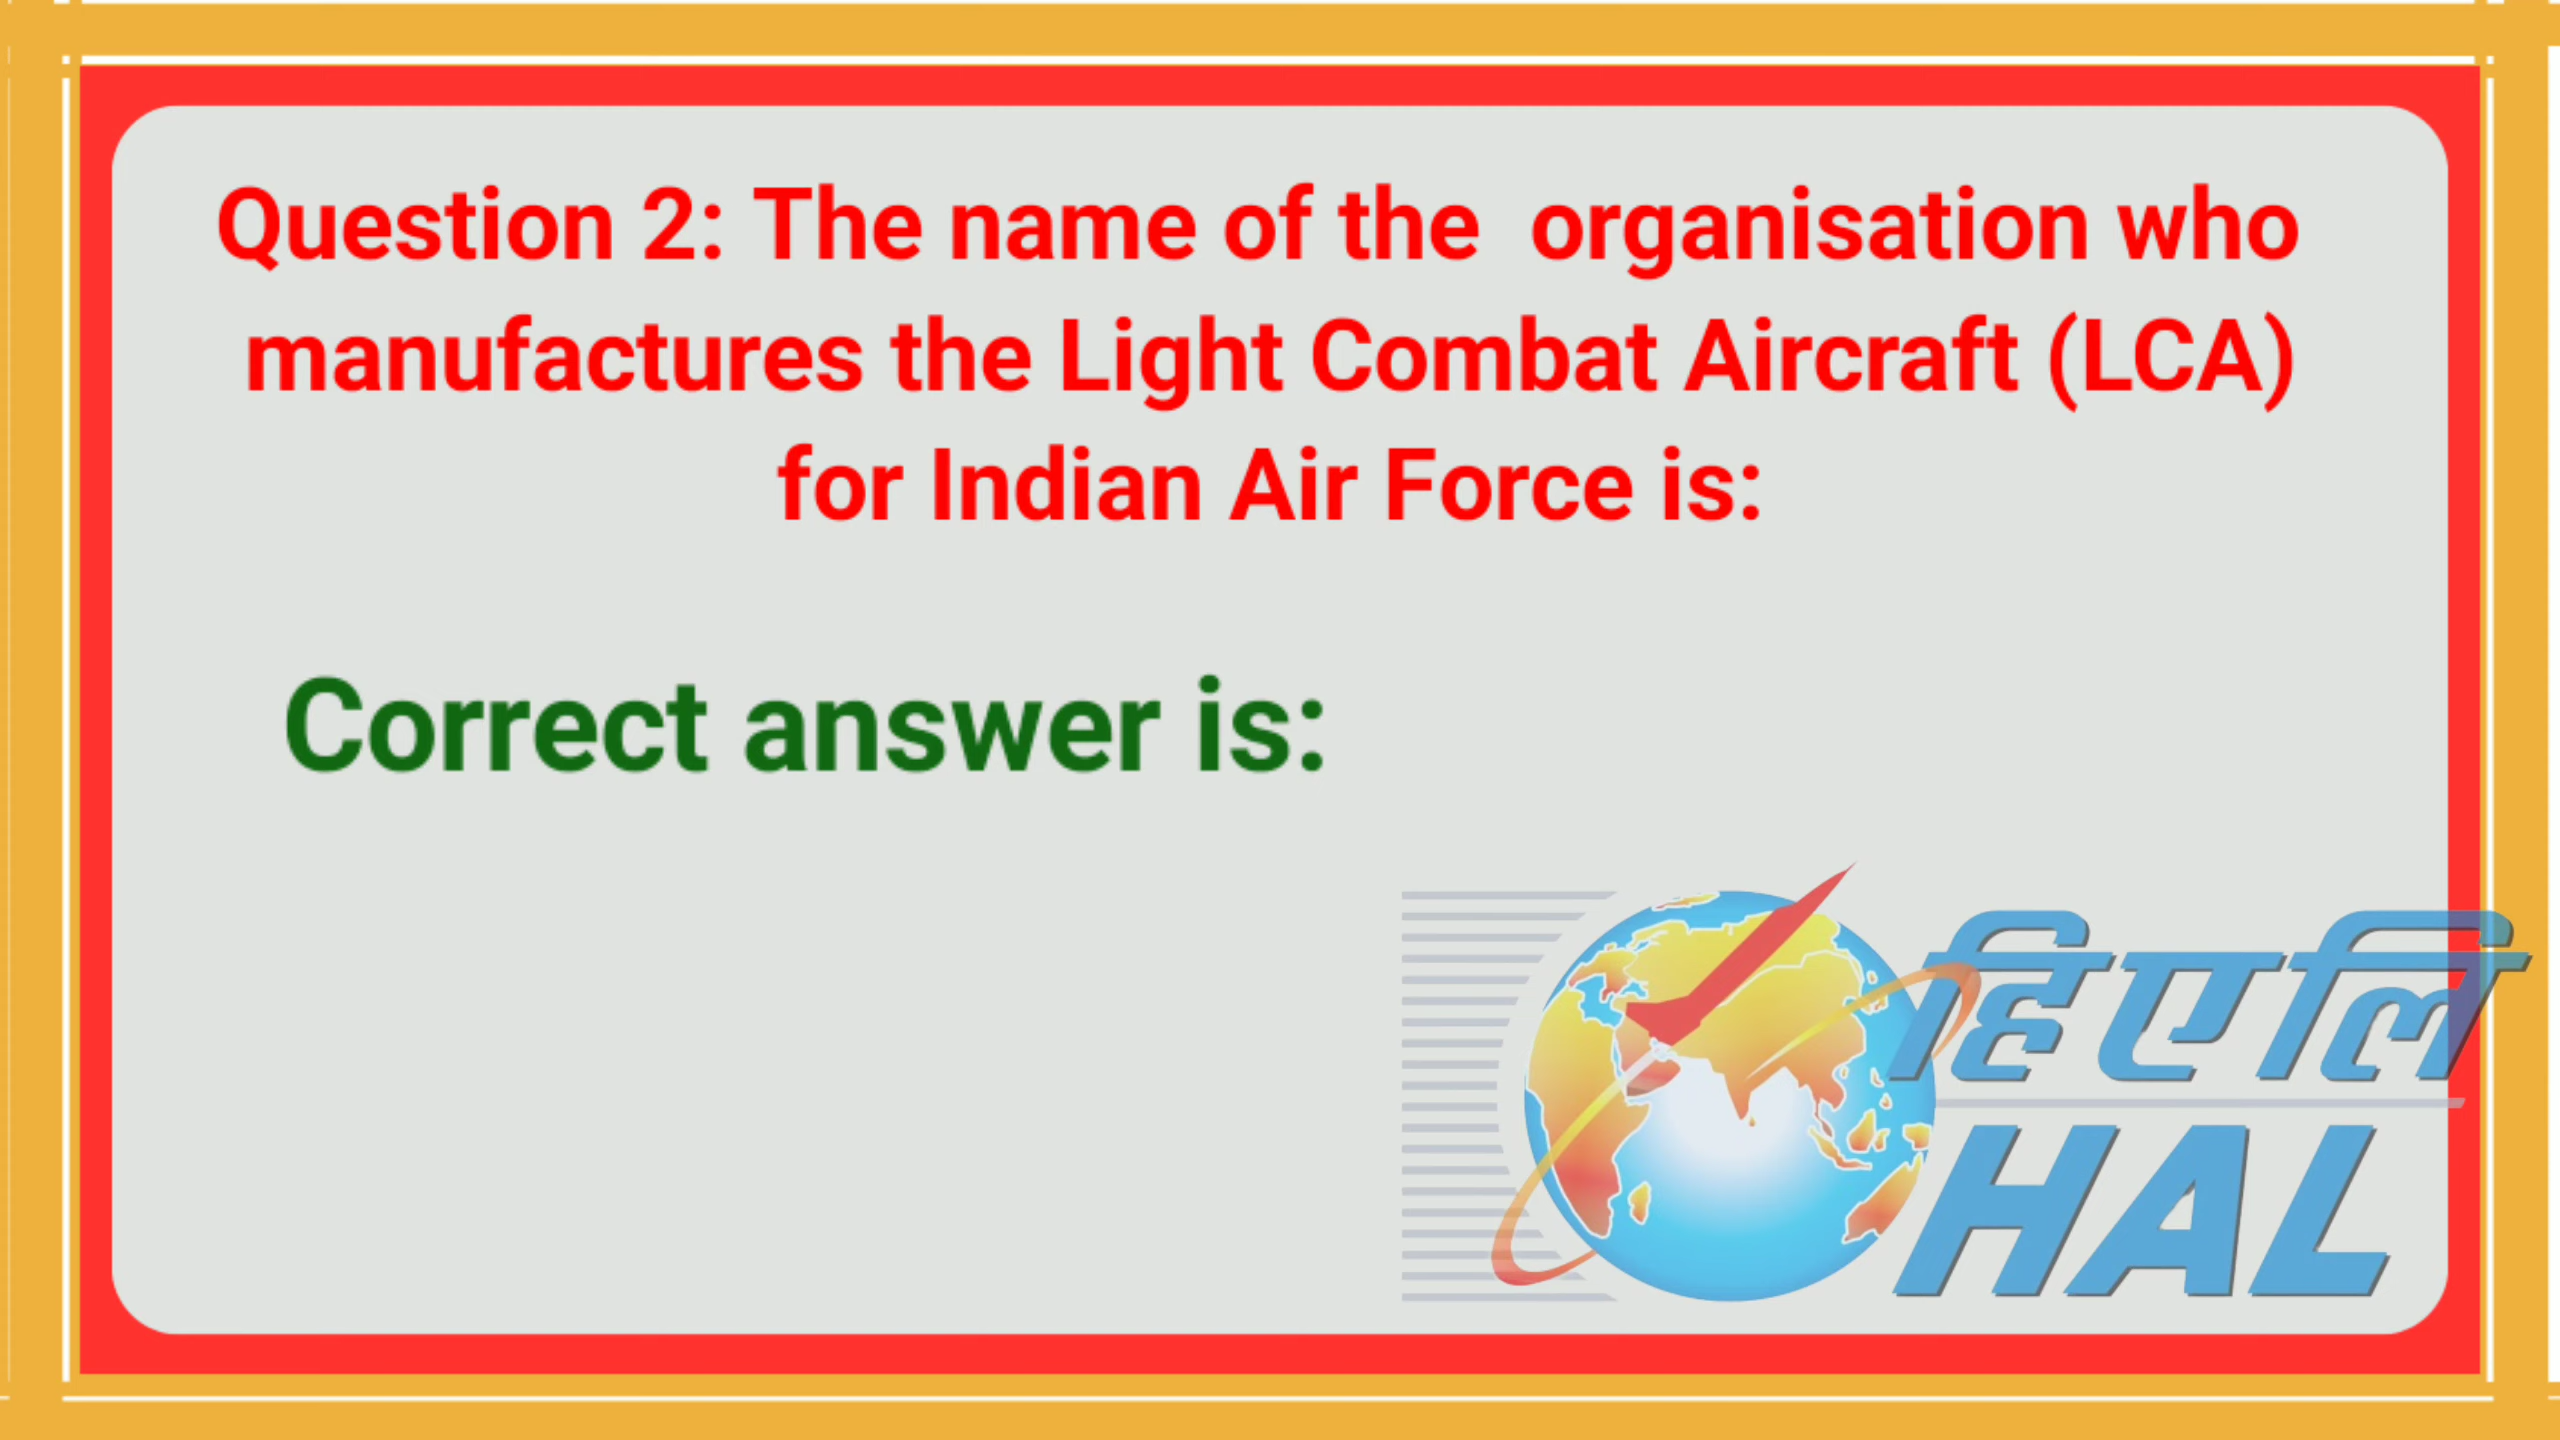 Question 2: The name of the organisation who
manufactures the Light Combat Aircraft (LCA)
for Indian Air Force is:
Correct answer is:
हिएलि
HAL